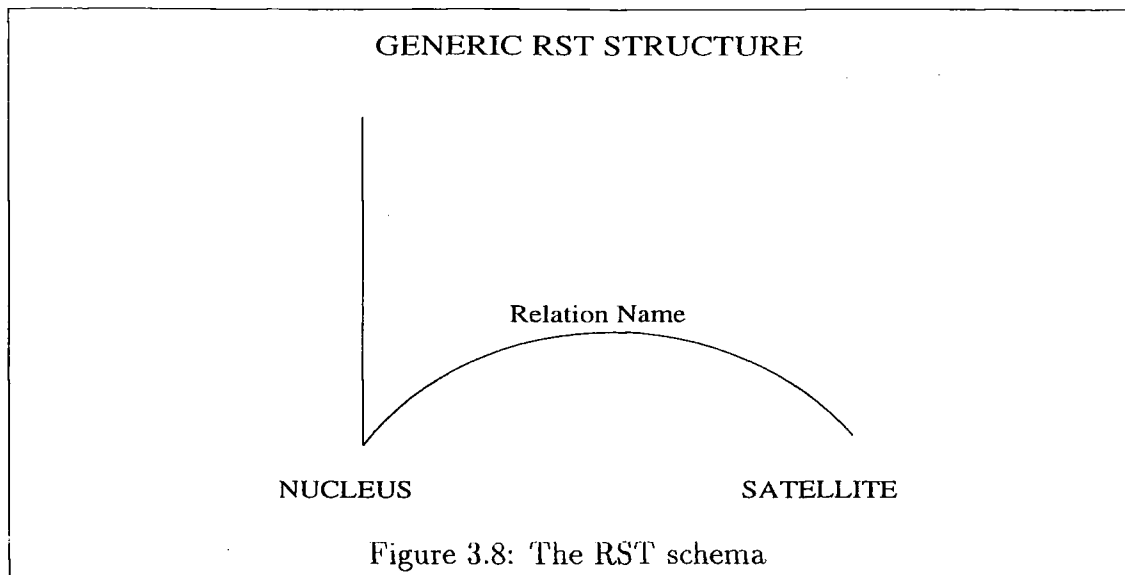 GENERIC RST STRUCTURE
Relation Name
NUCLEUS SATELLITE
Figure 3.8: The RST schema